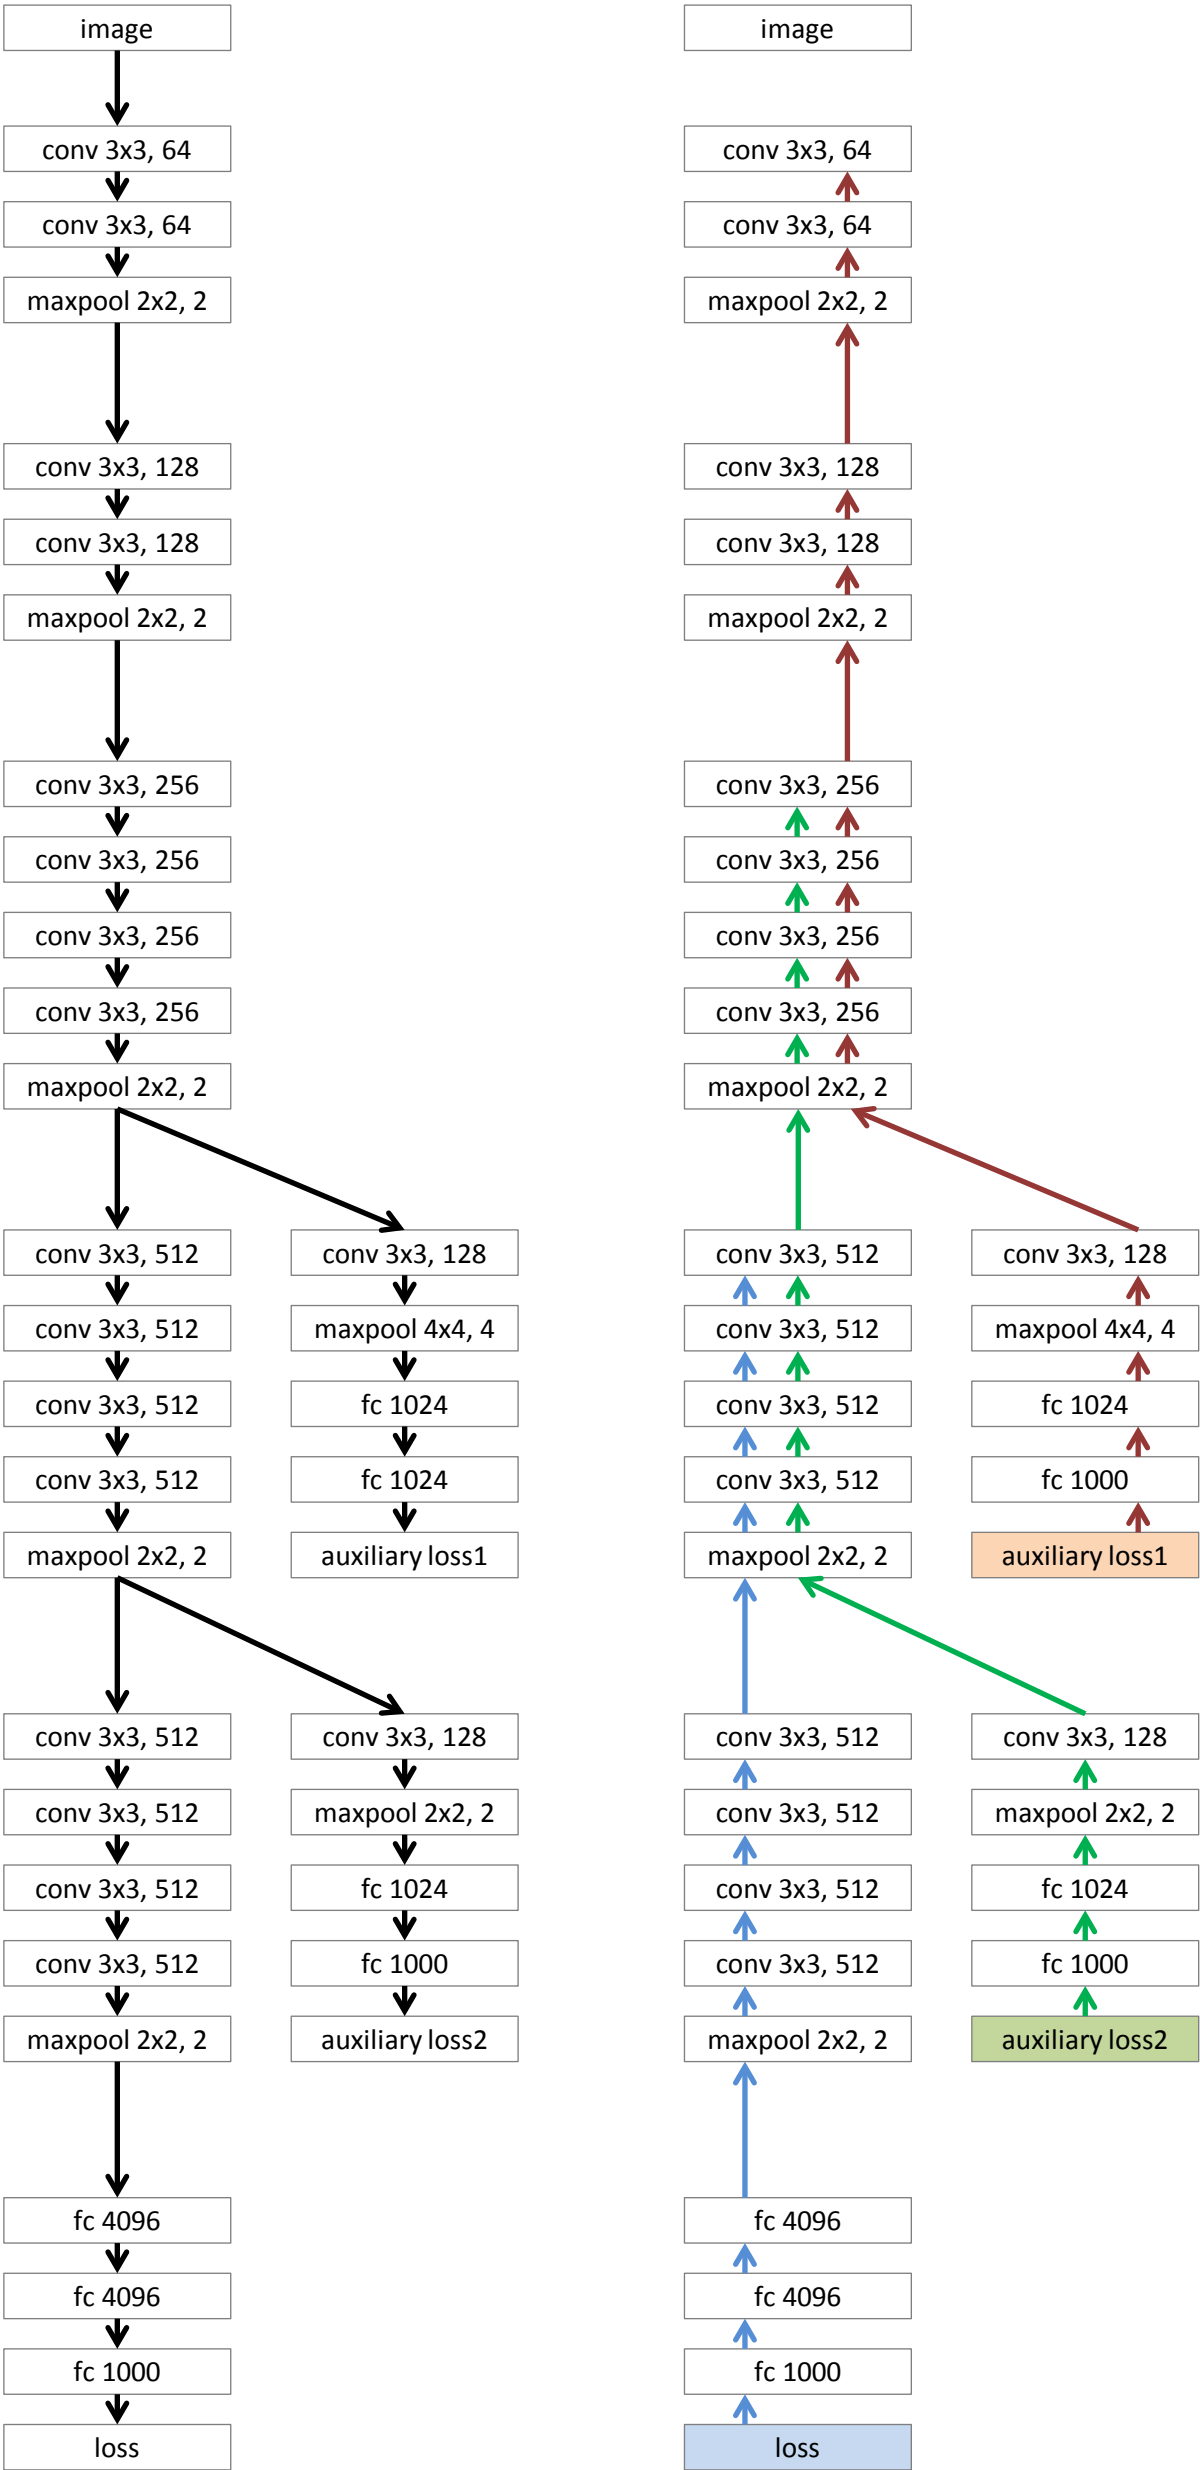 image
conv 3x3, 64
conv 3x3, 64
maxpool 2x2, 2
conv 3x3, 128
conv 3x3, 128
maxpool 2x2, 2
conv 3x3, 256
conv 3x3, 256
conv 3x3, 256
conv 3x3, 256
maxpool 2x2, 2
conv 3x3, 512
conv 3x3, 512
conv 3x3, 512
conv 3x3, 512
maxpool 2x2, 2
conv 3x3, 128
maxpool 4x4, 4
fc 1024
fc 1024
auxiliary loss1
conv 3x3, 512
conv 3x3, 512
conv 3x3, 512
conv 3x3, 512
maxpool 2x2, 2
conv 3x3, 128
maxpool 2x2, 2
fc 1024
fc 1000
auxiliary loss2
fc 4096
fc 4096
fc 1000
loss
image
conv 3x3, 64
conv 3x3, 64
maxpool 2x2, 2
conv 3x3, 128
conv 3x3, 128
maxpool 2x2, 2
conv 3x3, 256
conv 3x3, 256
conv 3x3, 256
conv 3x3, 256
maxpool 2x2, 2
conv 3x3, 512
conv 3x3, 512
conv 3x3, 512
conv 3x3, 512
maxpool 2x2, 2
conv 3x3, 128
maxpool 4x4, 4
fc 1024
fc 1000
auxiliary loss1
conv 3x3, 512
conv 3x3, 512
conv 3x3, 512
conv 3x3, 512
maxpool 2x2, 2
conv 3x3, 128
maxpool 2x2, 2
fc 1024
fc 1000
auxiliary loss2
fc 4096
fc 4096
fc 1000
loss